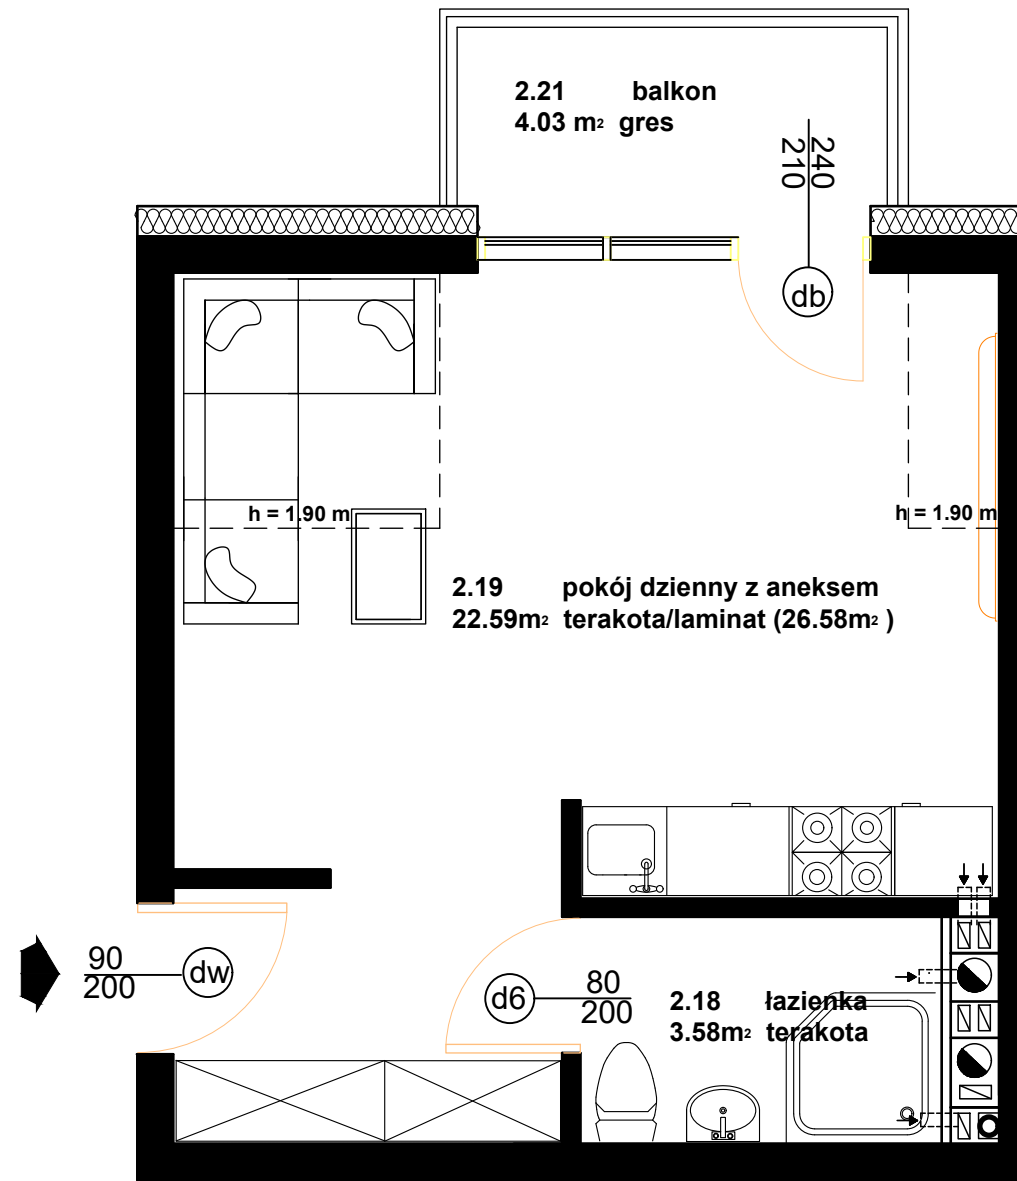 2.21 balkon
4.03 m² gres
240
210
db
h = 1.90 m
h = 1.90 m
2.19 pokój dzienny z aneksem
22.59m² terakota/laminat (26.58m² )
90
200
dw
d6
80
200
2.18 łazienka
3.58m² terakota